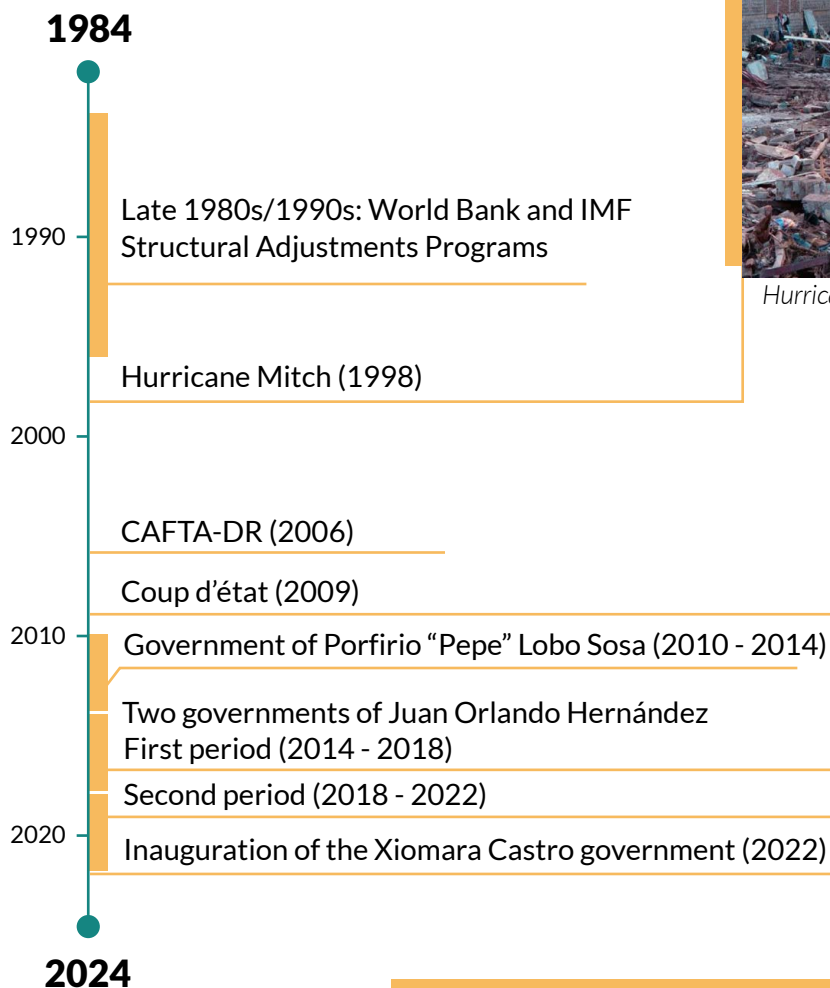 1984
Late 1980s/1990s: World Bank and IMF
1990
Structural Adjustments Programs
Hurricane Mitch (1998)
2000
CAFTA-DR (2006)
Coup d’état (2009)
2010
Government of Porfirio “Pepe” Lobo Sosa (2010 - 2014)
Two governments of Juan Orlando Hernández
First period (2014 - 2018)
Second period (2018 - 2022)
2020
Inauguration of the Xiomara Castro government (2022)
2024